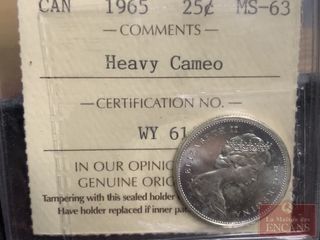 CAN 1965 25¢ MS-63
COMMENTS
Heavy Cameo
CERTIFICATION NO.
WY 61
IN OUR OPINI
GENUINE ORIG
Tampering with this sealed holder
Have holder replaced if inner pa
La Maison des
ENCANS